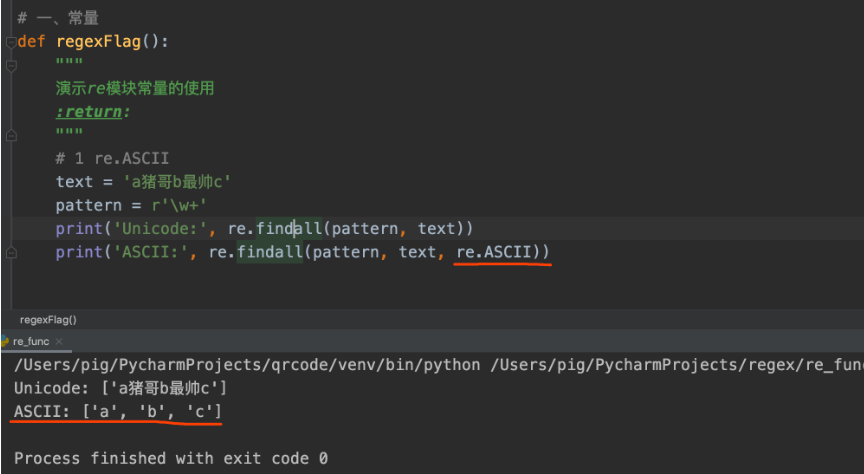 # 一、常量
def regexFlag():
"""
演示re模块常量的使用
:return:
"""
# 1 re.ASCII
text = 'a猪哥b最帅c'
pattern = r'\w+'
print('Unicode:', re.findall(pattern, text))
print('ASCII:', re.findall(pattern, text, re.ASCII))
regexFlag()
re_func ×
/Users/pig/PycharmProjects/qrcode/venv/bin/python /Users/pig/PycharmProjects/regex/re_fun
Unicode: ['a猪哥b最帅c']
ASCII: ['a', 'b', 'c']
Process finished with exit code 0